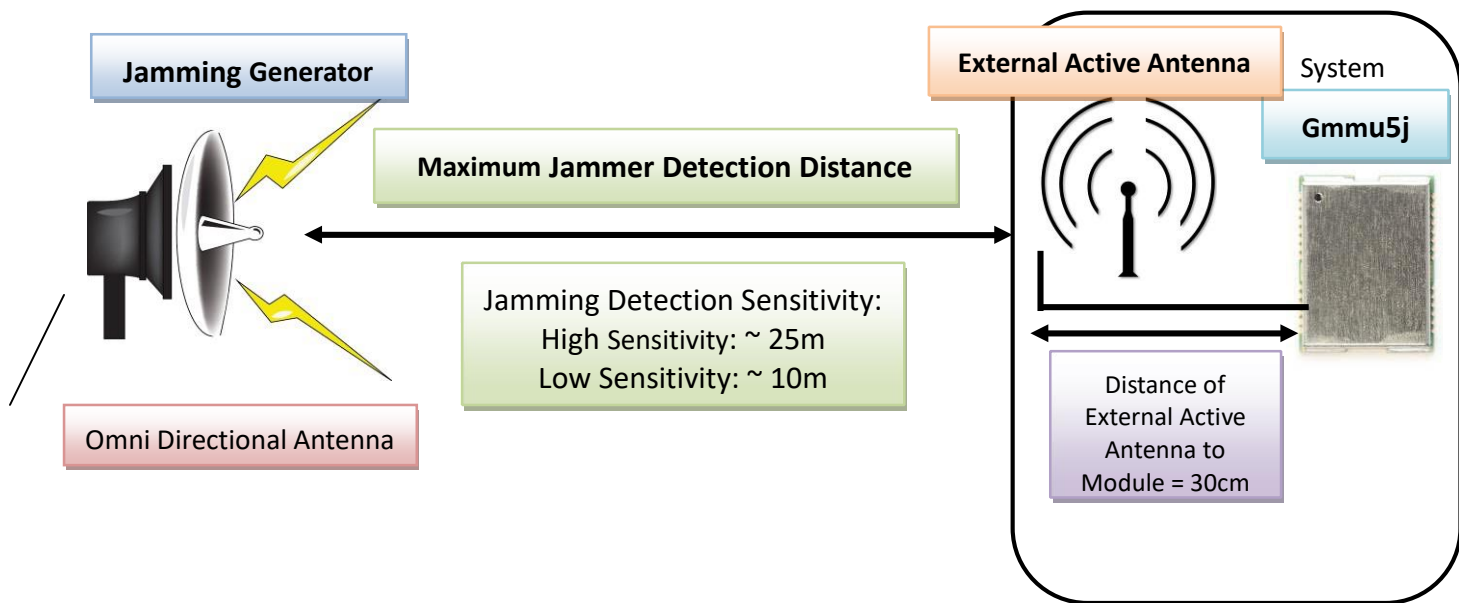 Jamming Generator
External Active Antenna
System
Gmmu5j
Maximum Jammer Detection Distance
Jamming Detection Sensitivity:
High Sensitivity: ~ 25m
Low Sensitivity: ~ 10m
Omni Directional Antenna
Distance of
External Active
Antenna to
Module = 30cm